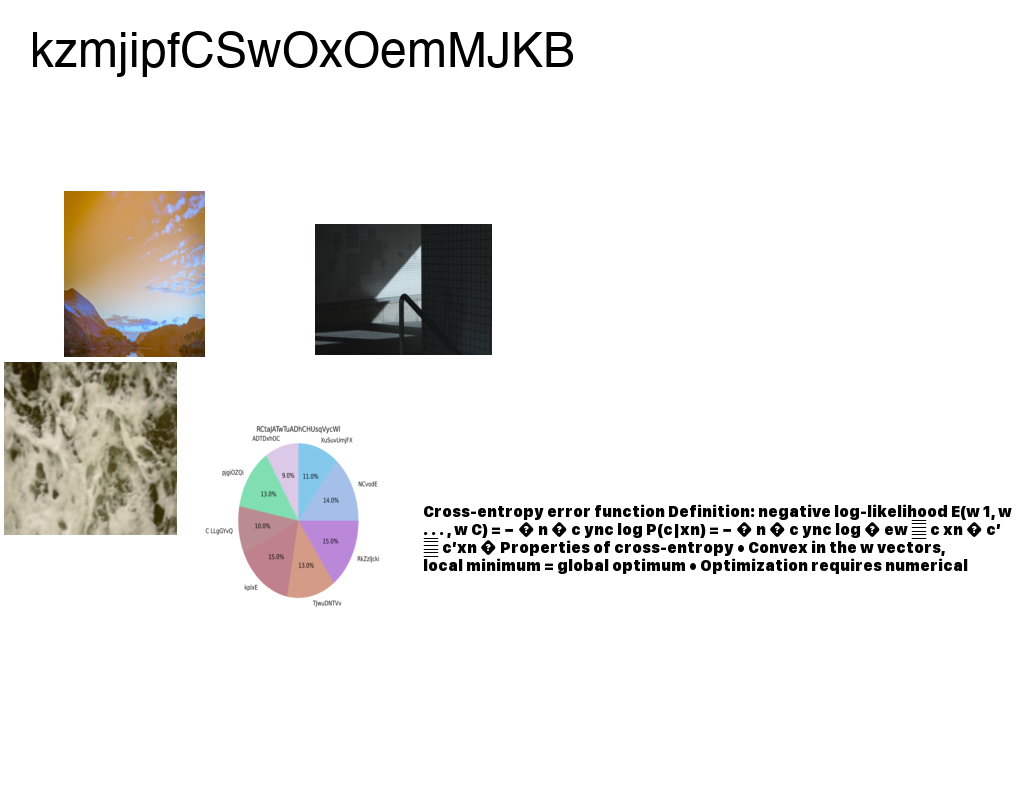 kzmjipfCSwOxOemMJKB
RCtaJATwTuADhCHUsqVycWl
ADTDxhOC
XuSuvUmjFX
pjgiOZQi
9.0%
11.0%
NCvodE
13.0%
14.0%
C LLgGYvQ
10.0%
15.0%
15.0%
RkZzIJcki
13.0%
kpIxE
TJwuDNTVv
Cross-entropy error function Definition: negative log-likelihood E(w 1, w
. . . , w C) = − � n � c ync log P(c|xn) = − � n � c ync log � ew c xn � c′
c′xn � Properties of cross-entropy • Convex in the w vectors,
local minimum = global optimum • Optimization requires numerical